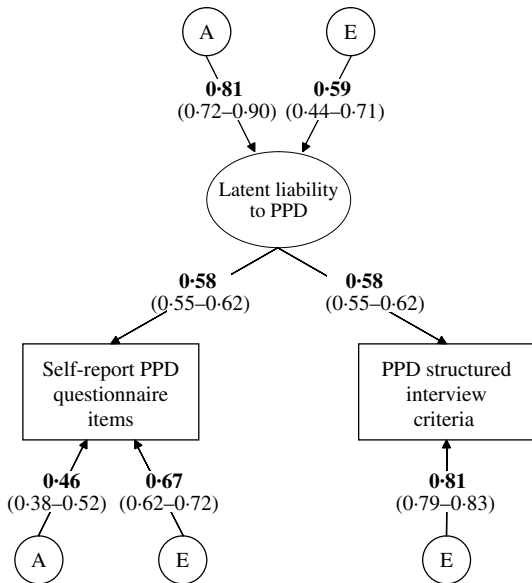 A E
0·81 0·59
(0·72–0·90) (0·44–0·71)
Latent liability
to PPD
0·58 0·58
(0·55–0·62) (0·55–0·62)
Self-report PPD
questionnaire
items
PPD structured
interview
criteria
0·46 0·67 0·81
(0·38–0·52) (0·62–0·72) (0·79–0·83)
A E E